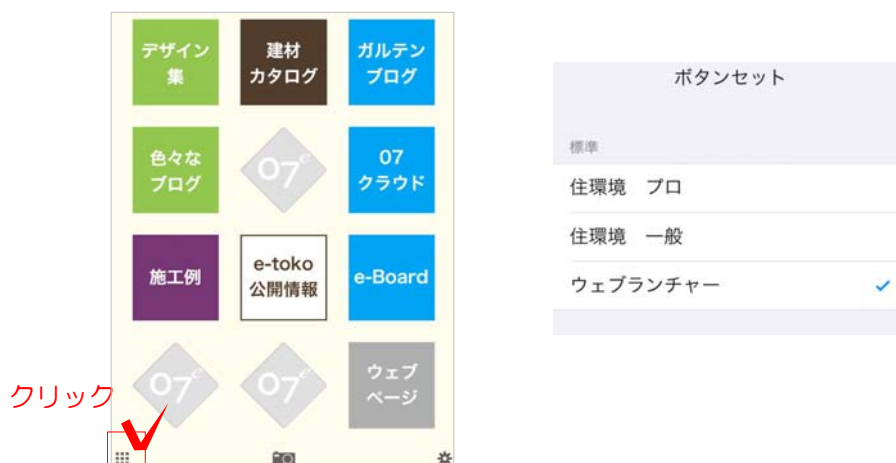 デザイン
集
建材
カタログ
ガルテン
ブログ
色々な
ブログ
07e
07
クラウド
施工例
e-toko
公開情報
e-Board
07e
07e
ウェブ
ページ
クリック
ボタンセット
標準
住環境　プロ
住環境　一般
ウェブランチャー